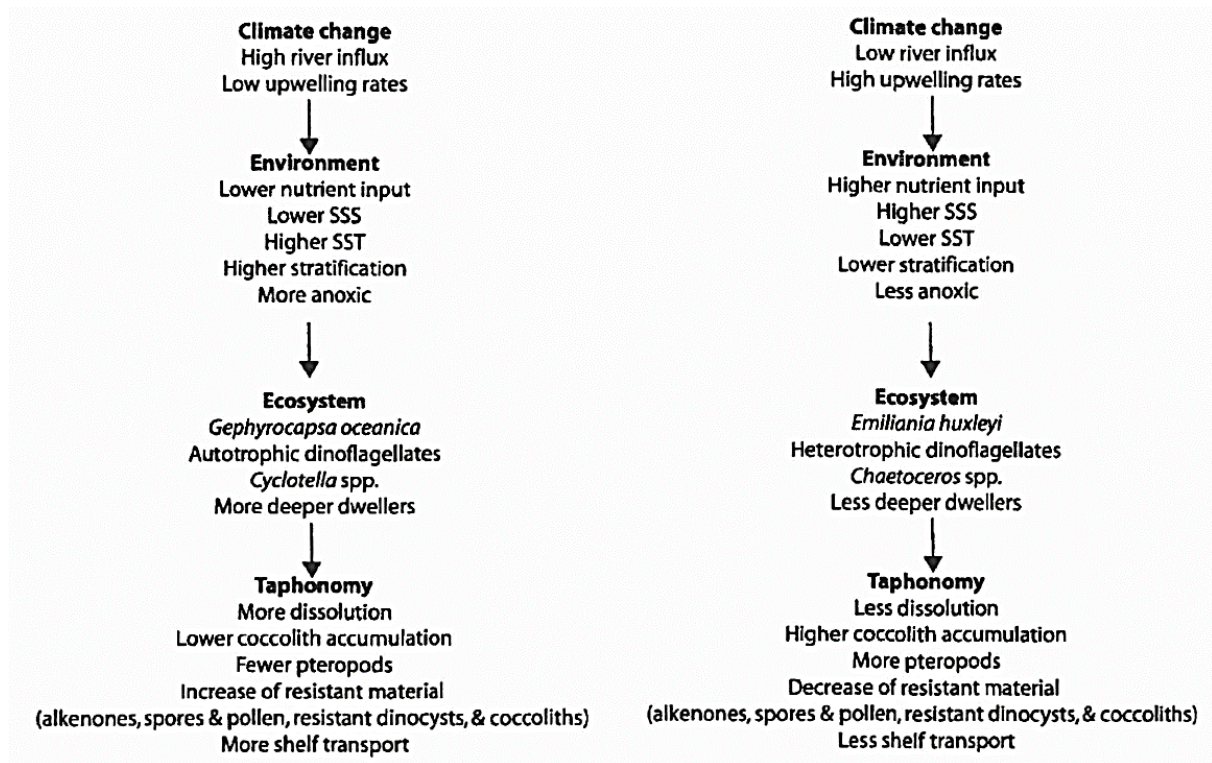 Climate change
High river influx
Low upwelling rates
Environment
Lower nutrient input
Lower SSS
Higher SST
Higher stratification
More anoxic
Ecosystem
Gephyrocapsa oceanica
Autotrophic dinoflagellates
Cyclotella spp.
More deeper dwellers
Taphonomy
More dissolution
Lower coccolith accumulation
Fewer pteropods
Increase of resistant material
(alkenones, spores & pollen, resistant dinocysts, & coccoliths)
More shelf transport
Climate change
Low river influx
High upwelling rates
Environment
Higher nutrient input
Higher SSS
Lower SST
Lower stratification
Less anoxic
Ecosystem
Emiliania huxleyi
Heterotrophic dinoflagellates
Chaetoceros spp.
Less deeper dwellers
Taphonomy
Less dissolution
Higher coccolith accumulation
More pteropods
Decrease of resistant material
(alkenones, spores & pollen, resistant dinocysts, & coccoliths)
Less shelf transport